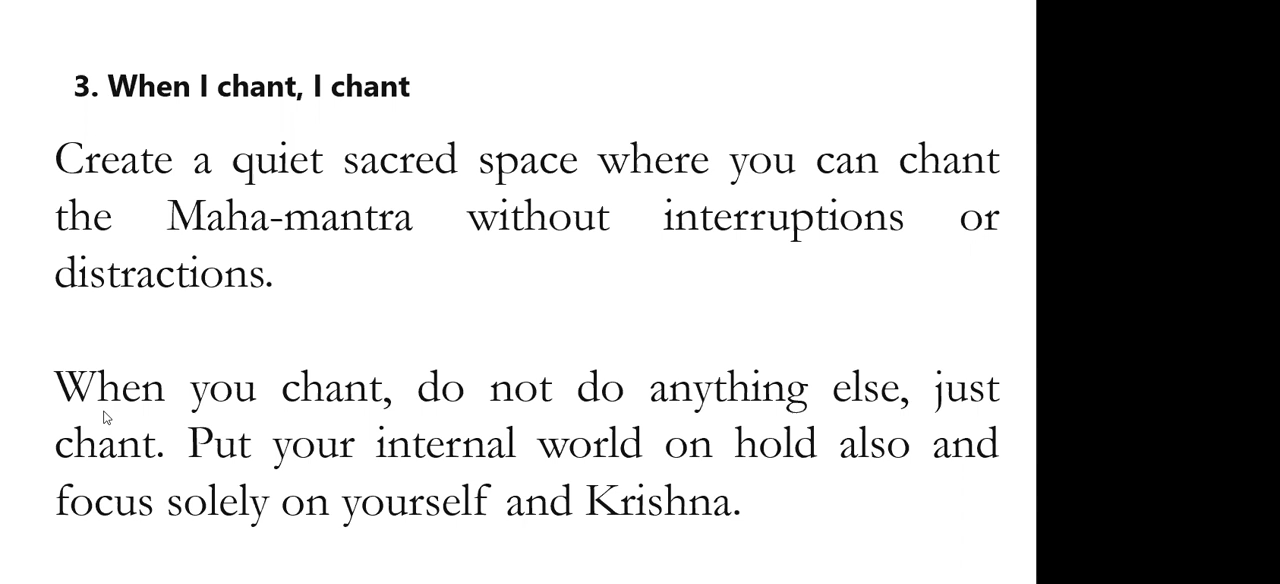 3. When I chant, I chant
Create a quiet sacred space where you can chant
the Maha-mantra without interruptions or
distractions.
When you chant, do not do anything else, just
chant. Put your internal world on hold also and
focus solely on yourself and Krishna.